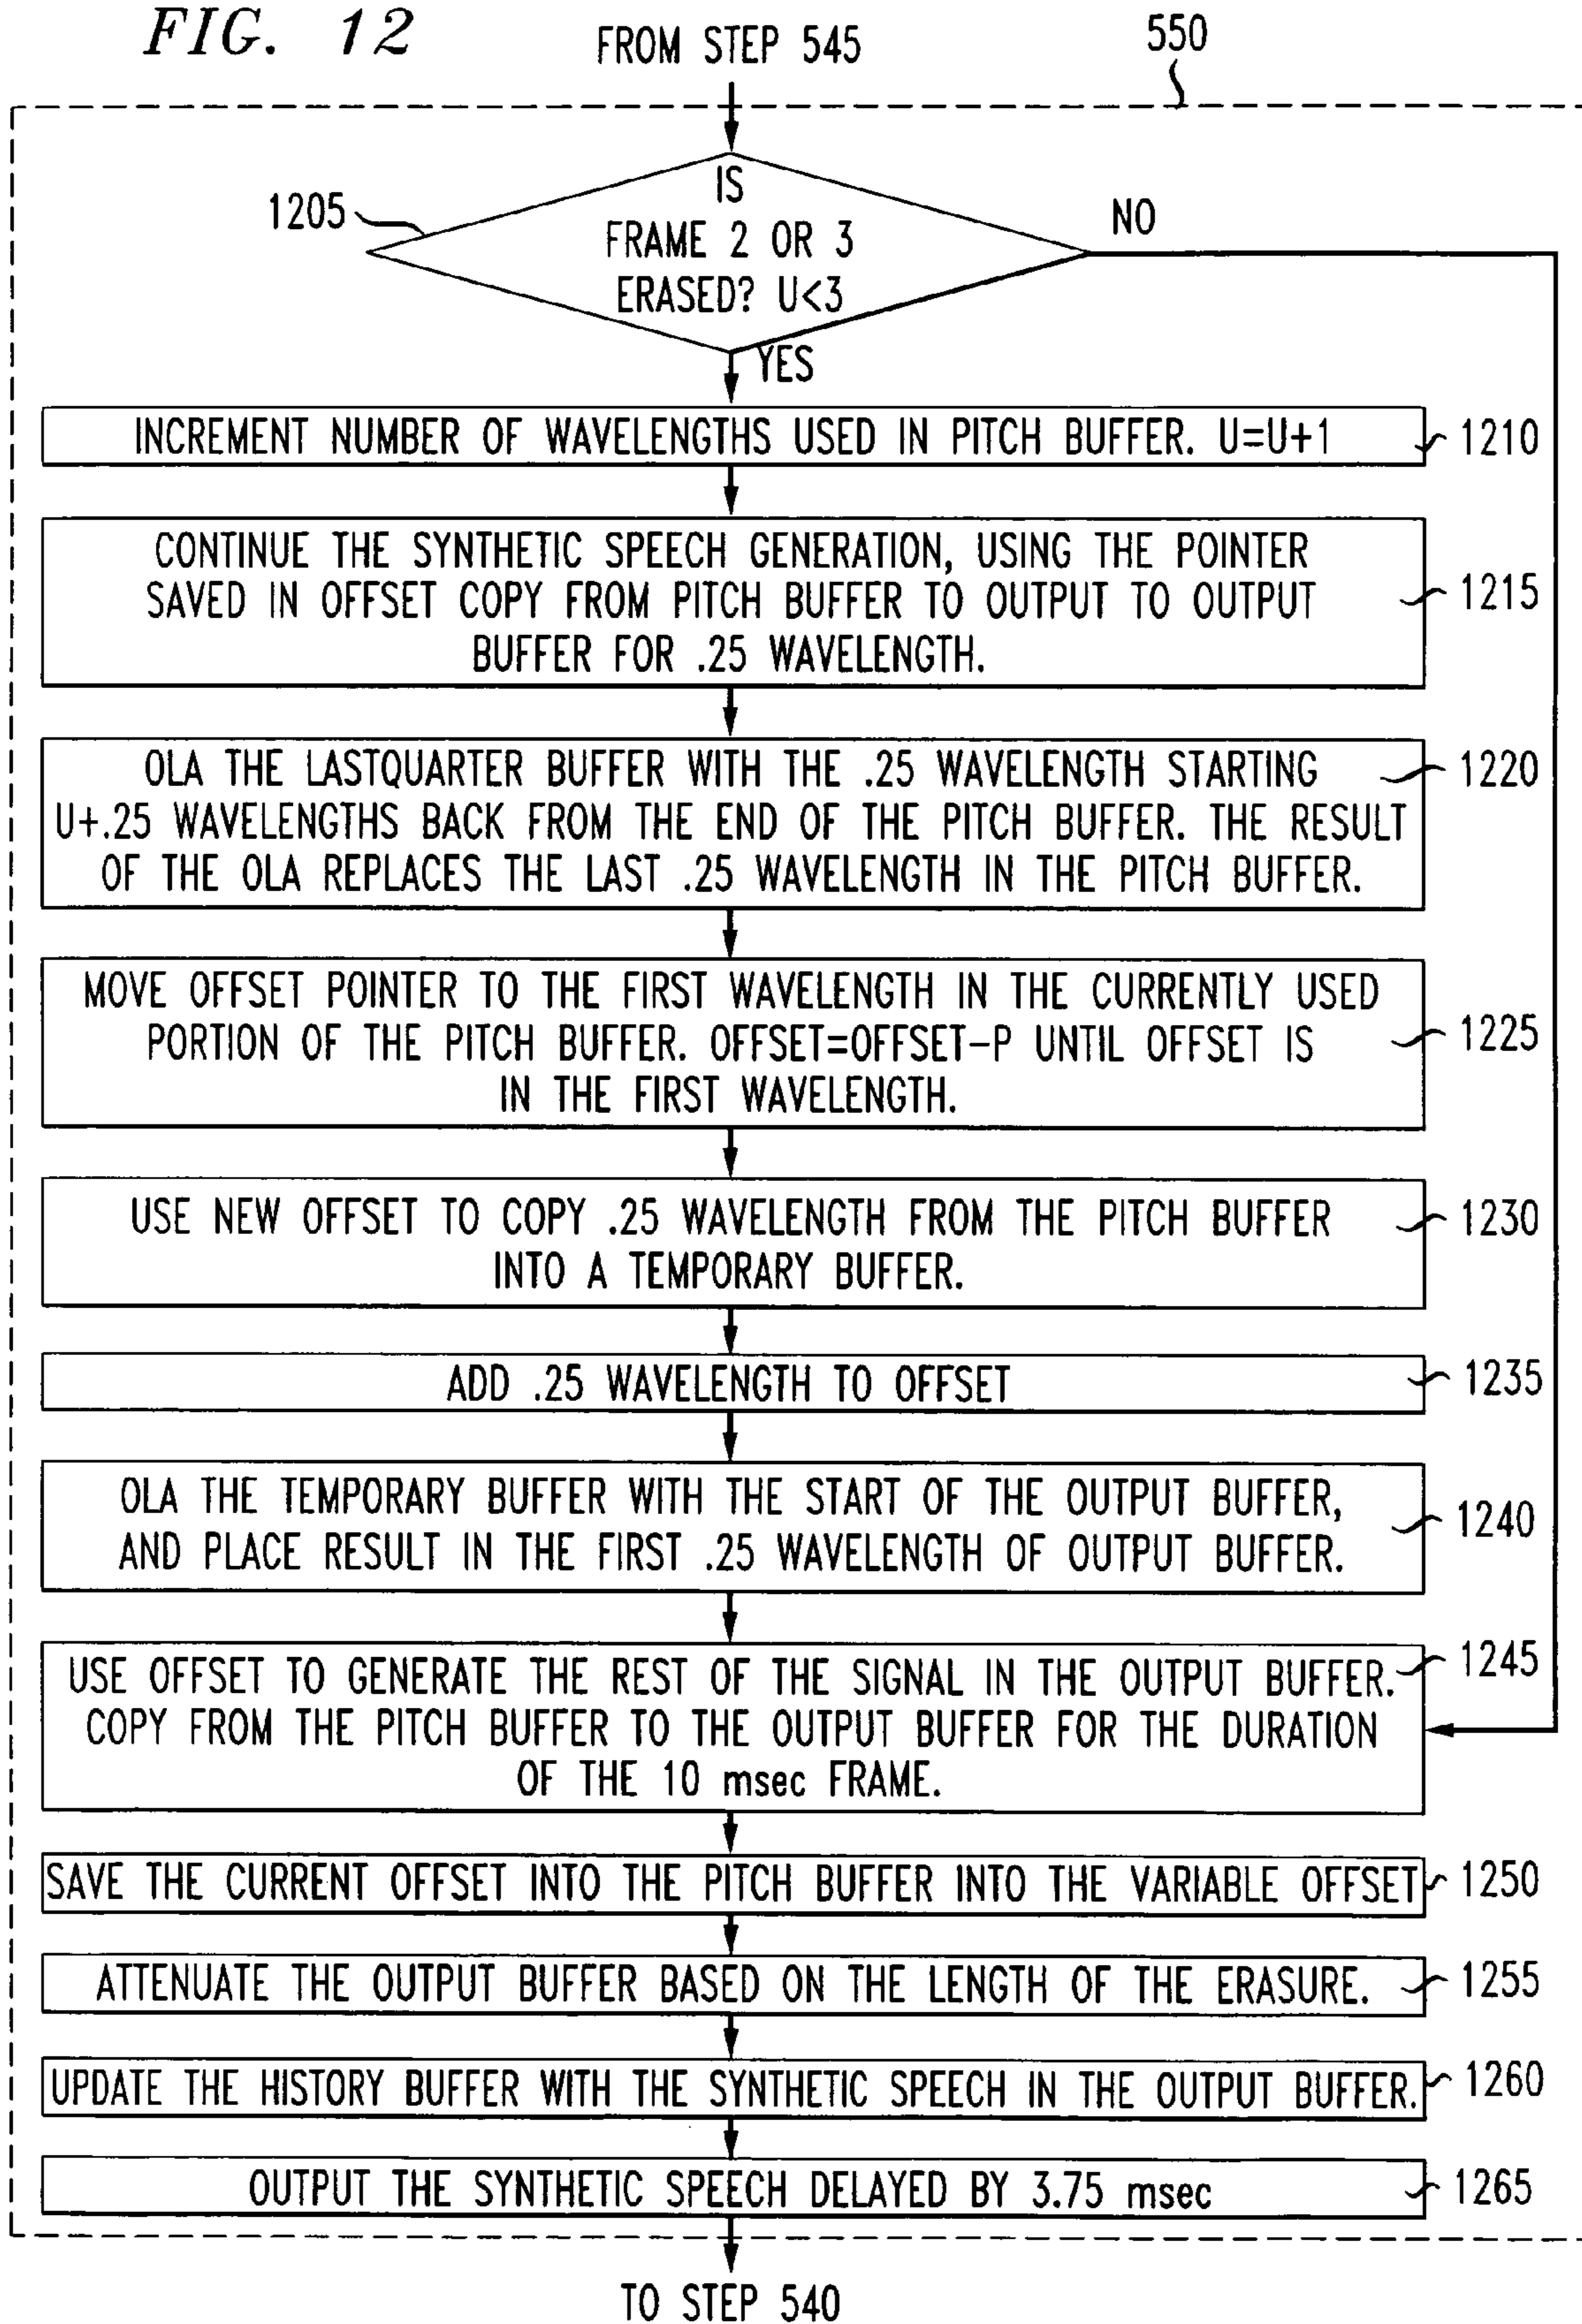 FIG. 12
FROM STEP 545
550
1205
IS
FRAME 2 OR 3
ERASED? U<3
NO
YES
INCREMENT NUMBER OF WAVELENGTHS USED IN PITCH BUFFER. U=U+1
1210
CONTINUE THE SYNTHETIC SPEECH GENERATION, USING THE POINTER
SAVED IN OFFSET COPY FROM PITCH BUFFER TO OUTPUT TO OUTPUT
BUFFER FOR .25 WAVELENGTH.
1215
OLA THE LASTQUARTER BUFFER WITH THE .25 WAVELENGTH STARTING
U+.25 WAVELENGTHS BACK FROM THE END OF THE PITCH BUFFER. THE RESULT
OF THE OLA REPLACES THE LAST .25 WAVELENGTH IN THE PITCH BUFFER.
1220
MOVE OFFSET POINTER TO THE FIRST WAVELENGTH IN THE CURRENTLY USED
PORTION OF THE PITCH BUFFER. OFFSET=OFFSET-P UNTIL OFFSET IS
IN THE FIRST WAVELENGTH.
1225
USE NEW OFFSET TO COPY .25 WAVELENGTH FROM THE PITCH BUFFER
INTO A TEMPORARY BUFFER.
1230
ADD .25 WAVELENGTH TO OFFSET
1235
OLA THE TEMPORARY BUFFER WITH THE START OF THE OUTPUT BUFFER,
AND PLACE RESULT IN THE FIRST .25 WAVELENGTH OF OUTPUT BUFFER.
1240
USE OFFSET TO GENERATE THE REST OF THE SIGNAL IN THE OUTPUT BUFFER.
COPY FROM THE PITCH BUFFER TO THE OUTPUT BUFFER FOR THE DURATION
OF THE 10 msec FRAME.
1245
SAVE THE CURRENT OFFSET INTO THE PITCH BUFFER INTO THE VARIABLE OFFSET
1250
ATTENUATE THE OUTPUT BUFFER BASED ON THE LENGTH OF THE ERASURE.
1255
UPDATE THE HISTORY BUFFER WITH THE SYNTHETIC SPEECH IN THE OUTPUT BUFFER.
1260
OUTPUT THE SYNTHETIC SPEECH DELAYED BY 3.75 msec
1265
TO STEP 540